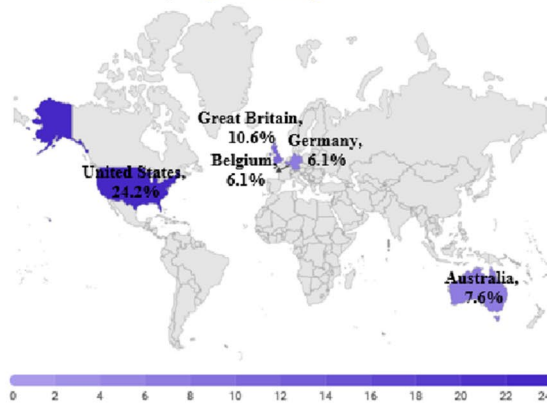 Great Britain,
10.6%
Germany,
6.1%
Belgium,
6.1%
United States,
24.2%
Australia,
7.6%
0 2 4 6 8 10 12 14 16 18 20 22 24